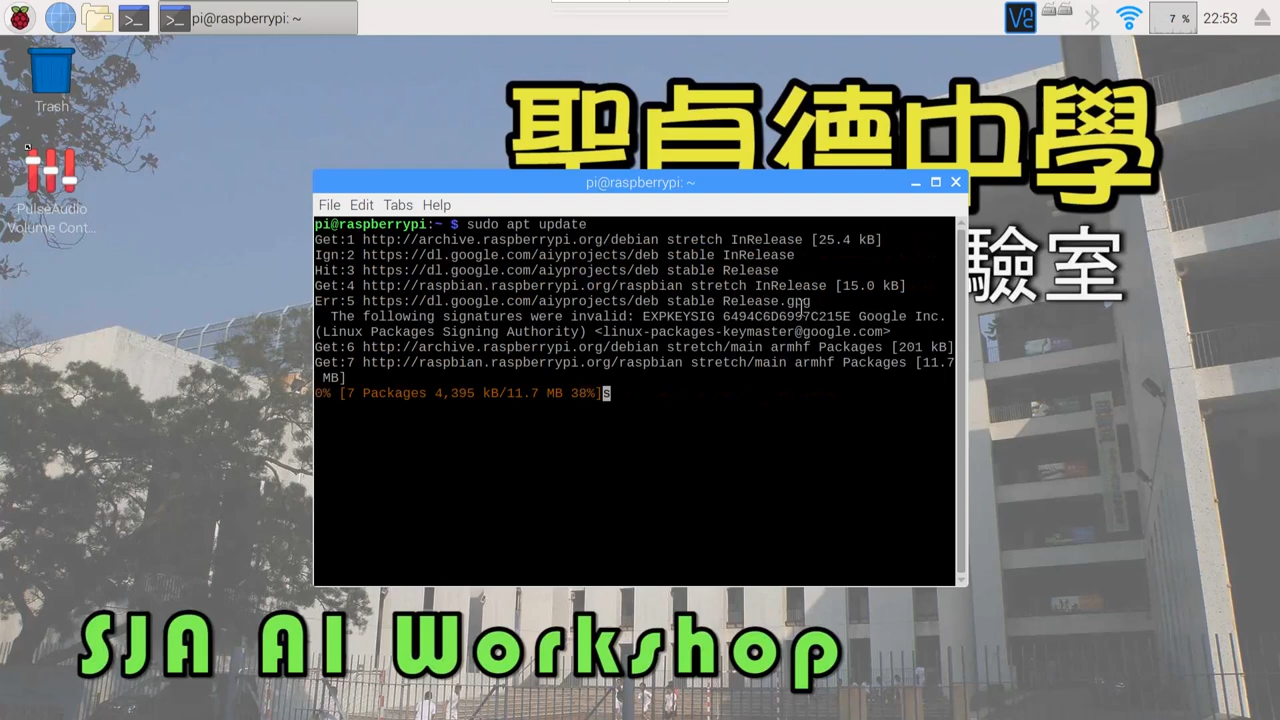 pi@raspberrypi: ~
7 %
22:53
Trash
PulseAudio
Volume Cont...
聖貞德中學
驗室
pi@raspberrypi: ~
File Edit Tabs Help
pi@raspberrypi:~ $ sudo apt update
Get:1 http://archive.raspberrypi.org/debian stretch InRelease [25.4 kB]
Ign:2 https://dl.google.com/aiyprojects/deb stable InRelease
Hit:3 https://dl.google.com/aiyprojects/deb stable Release
Get:4 http://raspbian.raspberrypi.org/raspbian stretch InRelease [15.0 kB]
Err:5 https://dl.google.com/aiyprojects/deb stable Release.gpg
The following signatures were invalid: EXPKEYSIG 6494C6D6997C215E Google Inc.
(Linux Packages Signing Authority) <linux-packages-keymaster@google.com>
Get:6 http://archive.raspberrypi.org/debian stretch/main armhf Packages [201 kB]
Get:7 http://raspbian.raspberrypi.org/raspbian stretch/main armhf Packages [11.7
MB]
0% [7 Packages 4,395 kB/11.7 MB 38%]s
SJA AI Workshop